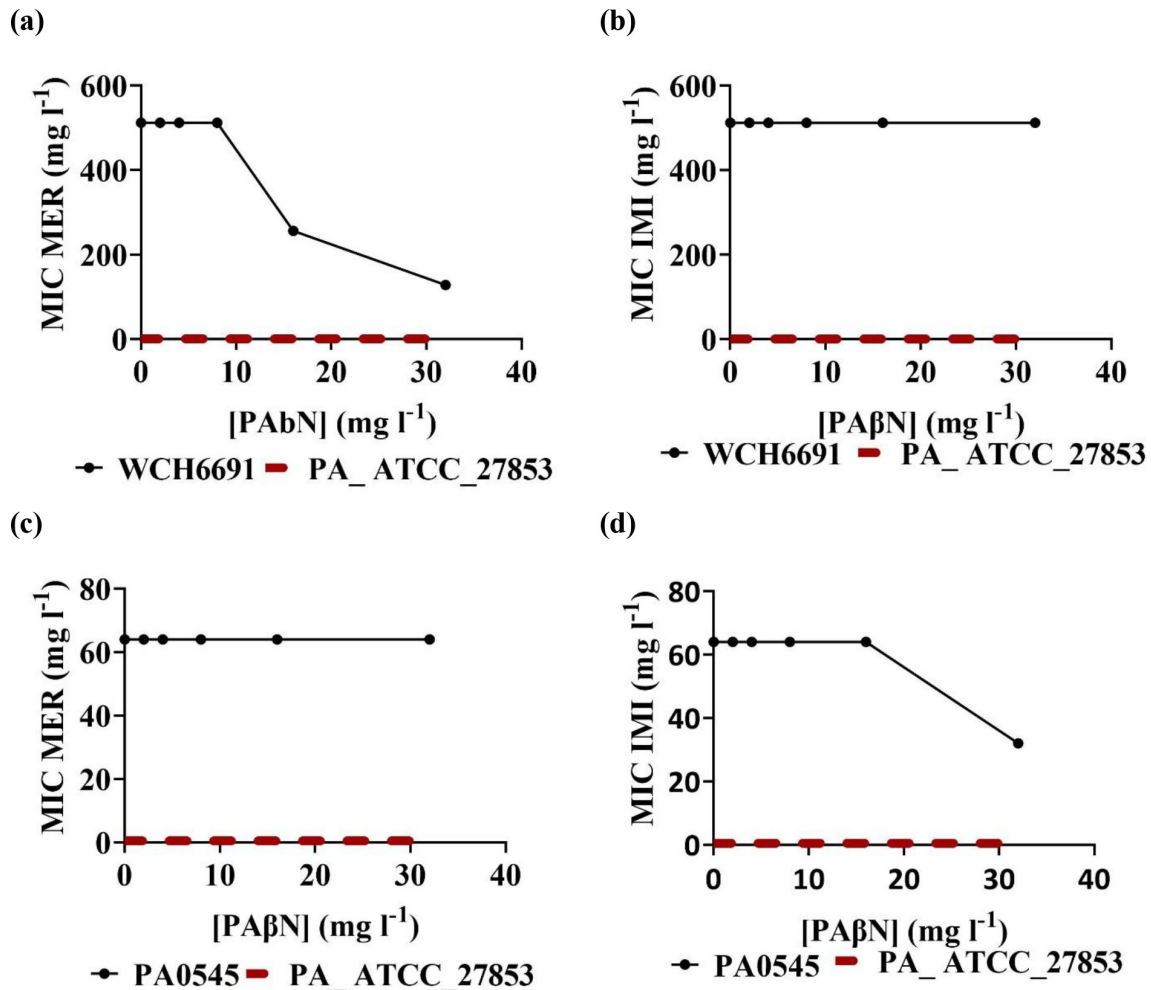 (a)
MIC MER (mg l⁻¹)
600
400
200
0
0 10 20 30 40
[PAbN] (mg l⁻¹)
WCH6691 PA_ ATCC_27853
(b)
MIC IMI (mg l⁻¹)
600
400
200
0
0 10 20 30 40
[PAβN] (mg l⁻¹)
WCH6691 PA_ ATCC_27853
(c)
MIC MER (mg l⁻¹)
80
60
40
20
0
0 10 20 30 40
[PAβN] (mg l⁻¹)
PA0545 PA_ ATCC_27853
(d)
MIC IMI (mg l⁻¹)
80
60
40
20
0
0 10 20 30 40
[PAβN] (mg l⁻¹)
PA0545 PA_ ATCC_27853